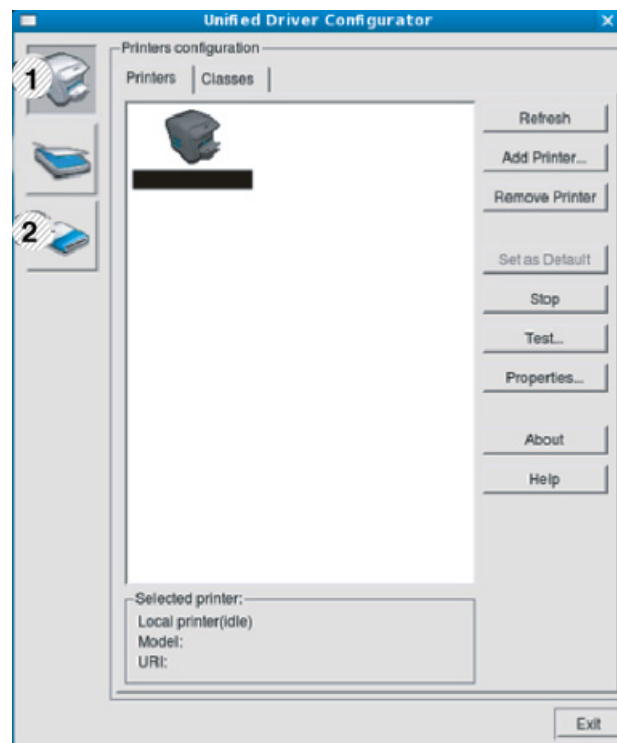 Unified Driver Configurator
Printers configuration
1
Printers Classes
Refresh
Add Printer...
Remove Printer
2
Set as Default
Stop
Test...
Properties...
About
Help
Selected printer:
Local printer(idle)
Model:
URI:
Exit